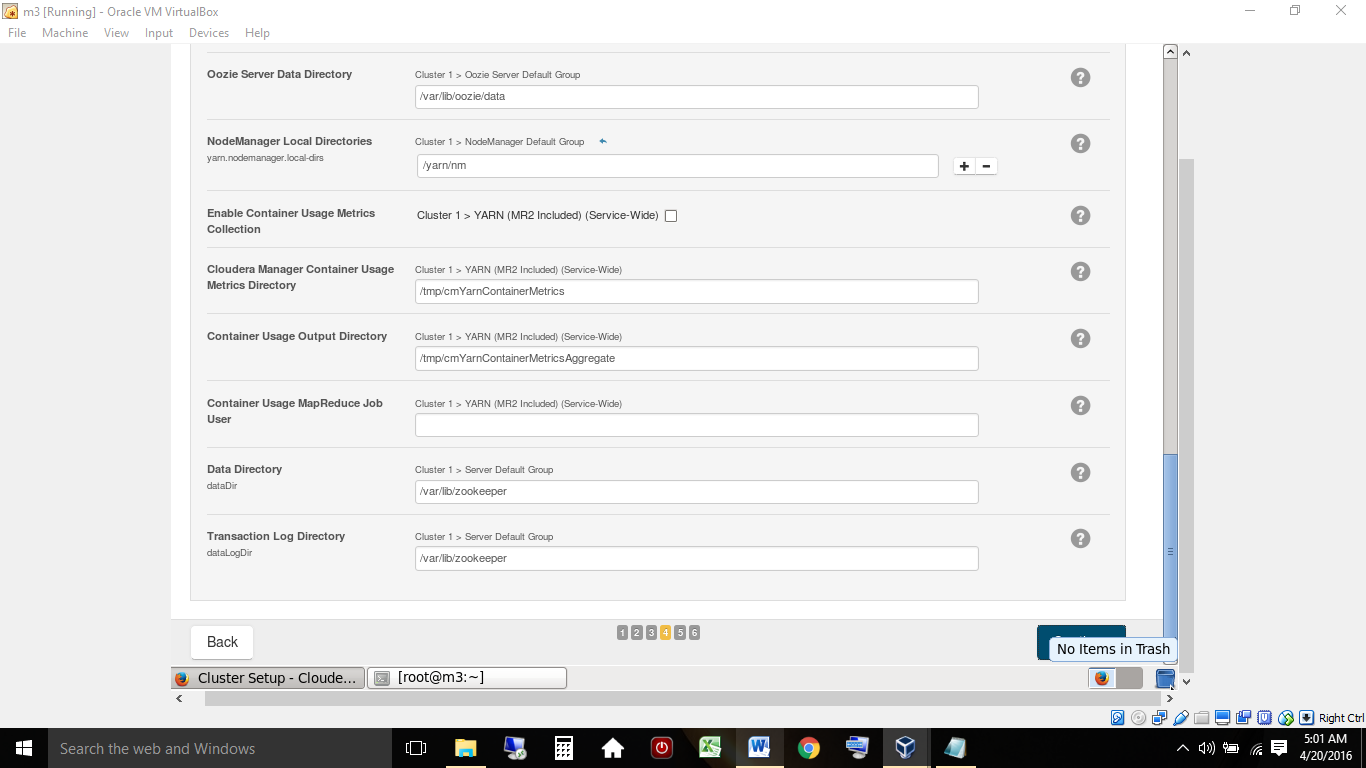 m3 [Running] - Oracle VM VirtualBox
File Machine View Input Devices Help
Oozie Server Data Directory
Cluster 1 > Oozie Server Default Group
/var/lib/oozie/data
NodeManager Local Directories
yarn.nodemanager.local-dirs
Cluster 1 > NodeManager Default Group
/yarn/nm
Enable Container Usage Metrics
Collection
Cluster 1 > YARN (MR2 Included) (Service-Wide)
Cloudera Manager Container Usage
Metrics Directory
Cluster 1 > YARN (MR2 Included) (Service-Wide)
/tmp/cmYarnContainerMetrics
Container Usage Output Directory
Cluster 1 > YARN (MR2 Included) (Service-Wide)
/tmp/cmYarnContainerMetricsAggregate
Container Usage MapReduce Job
User
Cluster 1 > YARN (MR2 Included) (Service-Wide)
Data Directory
dataDir
Cluster 1 > Server Default Group
/var/lib/zookeeper
Transaction Log Directory
dataLogDir
Cluster 1 > Server Default Group
/var/lib/zookeeper
Back
1 2 3 4 5 6
No Items in Trash
Cluster Setup - Cloude...
[root@m3:~]
Right Ctrl
Search the web and Windows
5:01 AM
4/20/2016